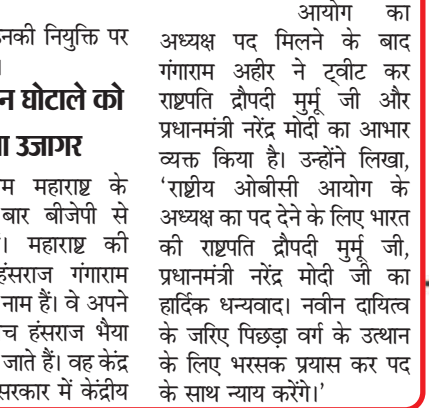 नकी नियुक्ति पर
।
न घोटाले को
ा उजागर
म महाराष्ट्र के
बार बीजेपी से
। महाराष्ट्र की
हंसराज गंगाराम
नाम हैं। वे अपने
च हंसराज भैया
जाते हैं। वह केंद्र
सरकार में केंद्रीय
आयोग का
अध्यक्ष पद मिलने के बाद
गंगाराम अहीर ने ट्वीट कर
राष्ट्रपति द्रौपदी मुर्मू जी और
प्रधानमंत्री नरेंद्र मोदी का आभार
व्यक्त किया है। उन्होंने लिखा,
‘राष्ट्रीय ओबीसी आयोग के
अध्यक्ष का पद देने के लिए भारत
की राष्ट्रपति द्रौपदी मुर्मू जी,
प्रधानमंत्री नरेंद्र मोदी जी का
हार्दिक धन्यवाद। नवीन दायित्व
के जरिए पिछड़ा वर्ग के उत्थान
के लिए भरसक प्रयास कर पद
के साथ न्याय करेंगे।’